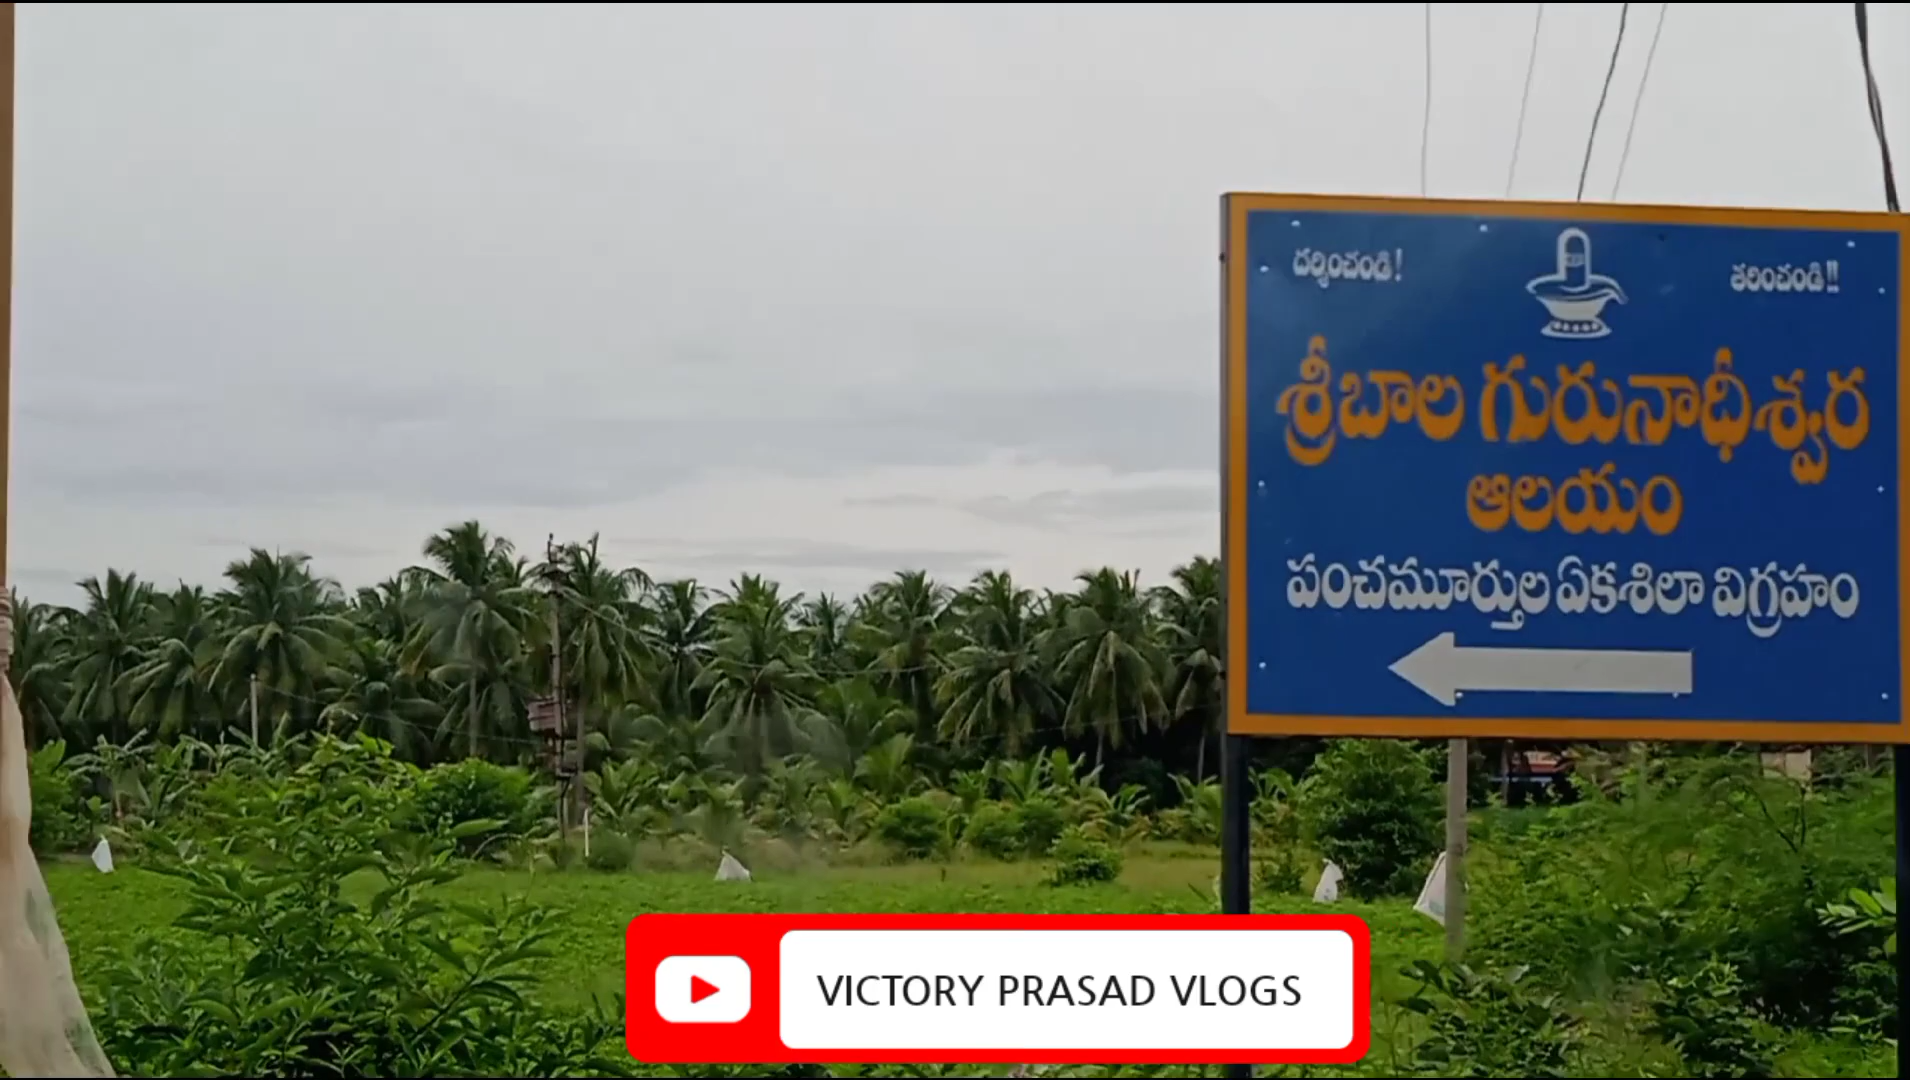 దర్శించండి! తరించండి!!
శ్రీబాల గురునాధీశ్వర
ఆలయం
పంచమూర్తుల ఏకశిలా విగ్రహం
VICTORY PRASAD VLOGS